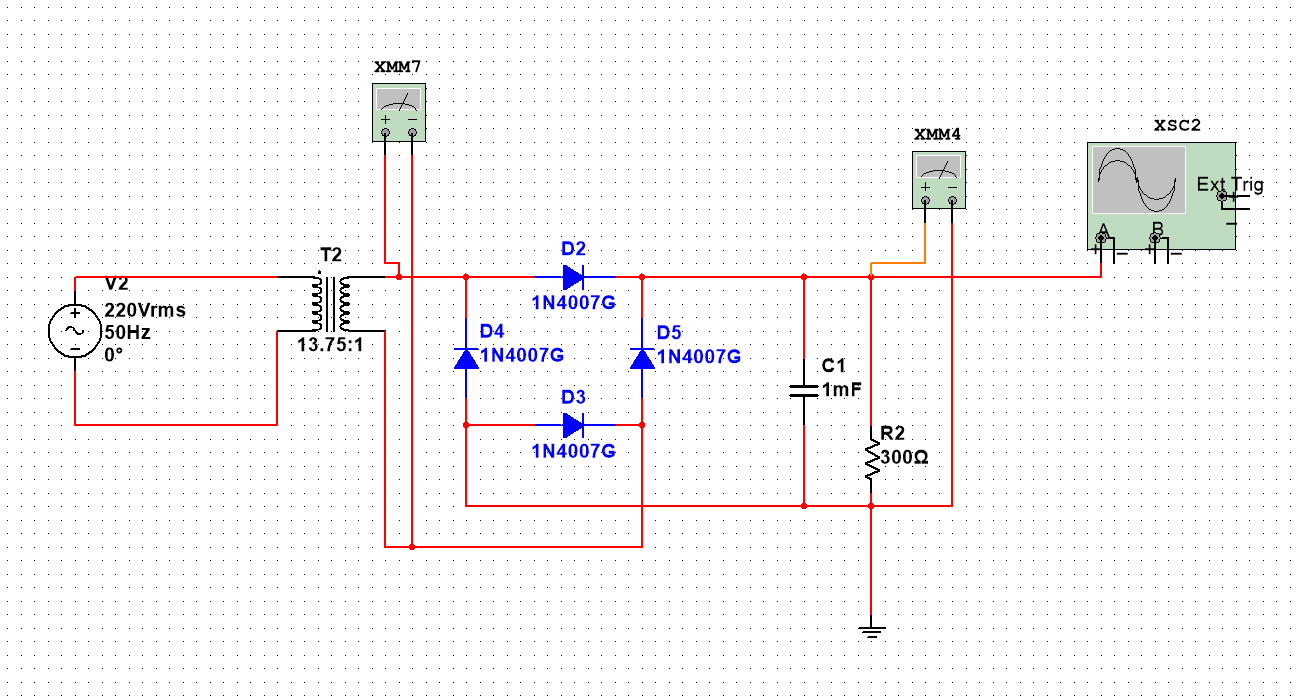 XMM7
+ −
XMM4
+ −
XSC2
Ext Trig
+
−
A B
+ − + −
T2
13.75:1
V2
220Vrms
50Hz
0°
+
−
D2
1N4007G
D4
1N4007G
D5
1N4007G
D3
1N4007G
C1
1mF
R2
300Ω